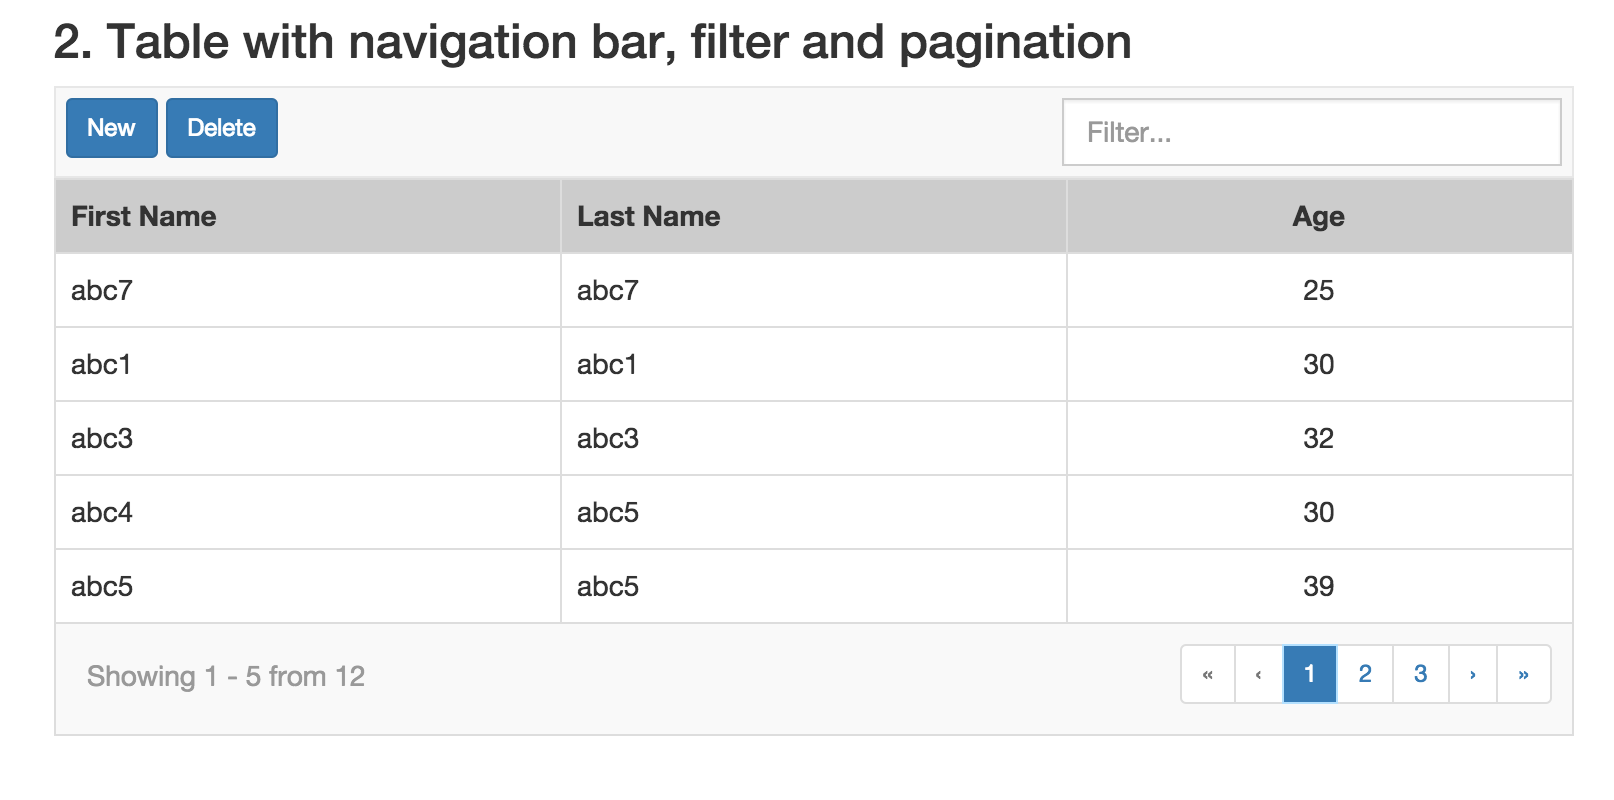 2. Table with navigation bar, filter and pagination
New Delete Filter...
First Name Last Name Age
abc7 abc7 25
abc1 abc1 30
abc3 abc3 32
abc4 abc5 30
abc5 abc5 39
Showing 1 - 5 from 12 « ‹ 1 2 3 › »